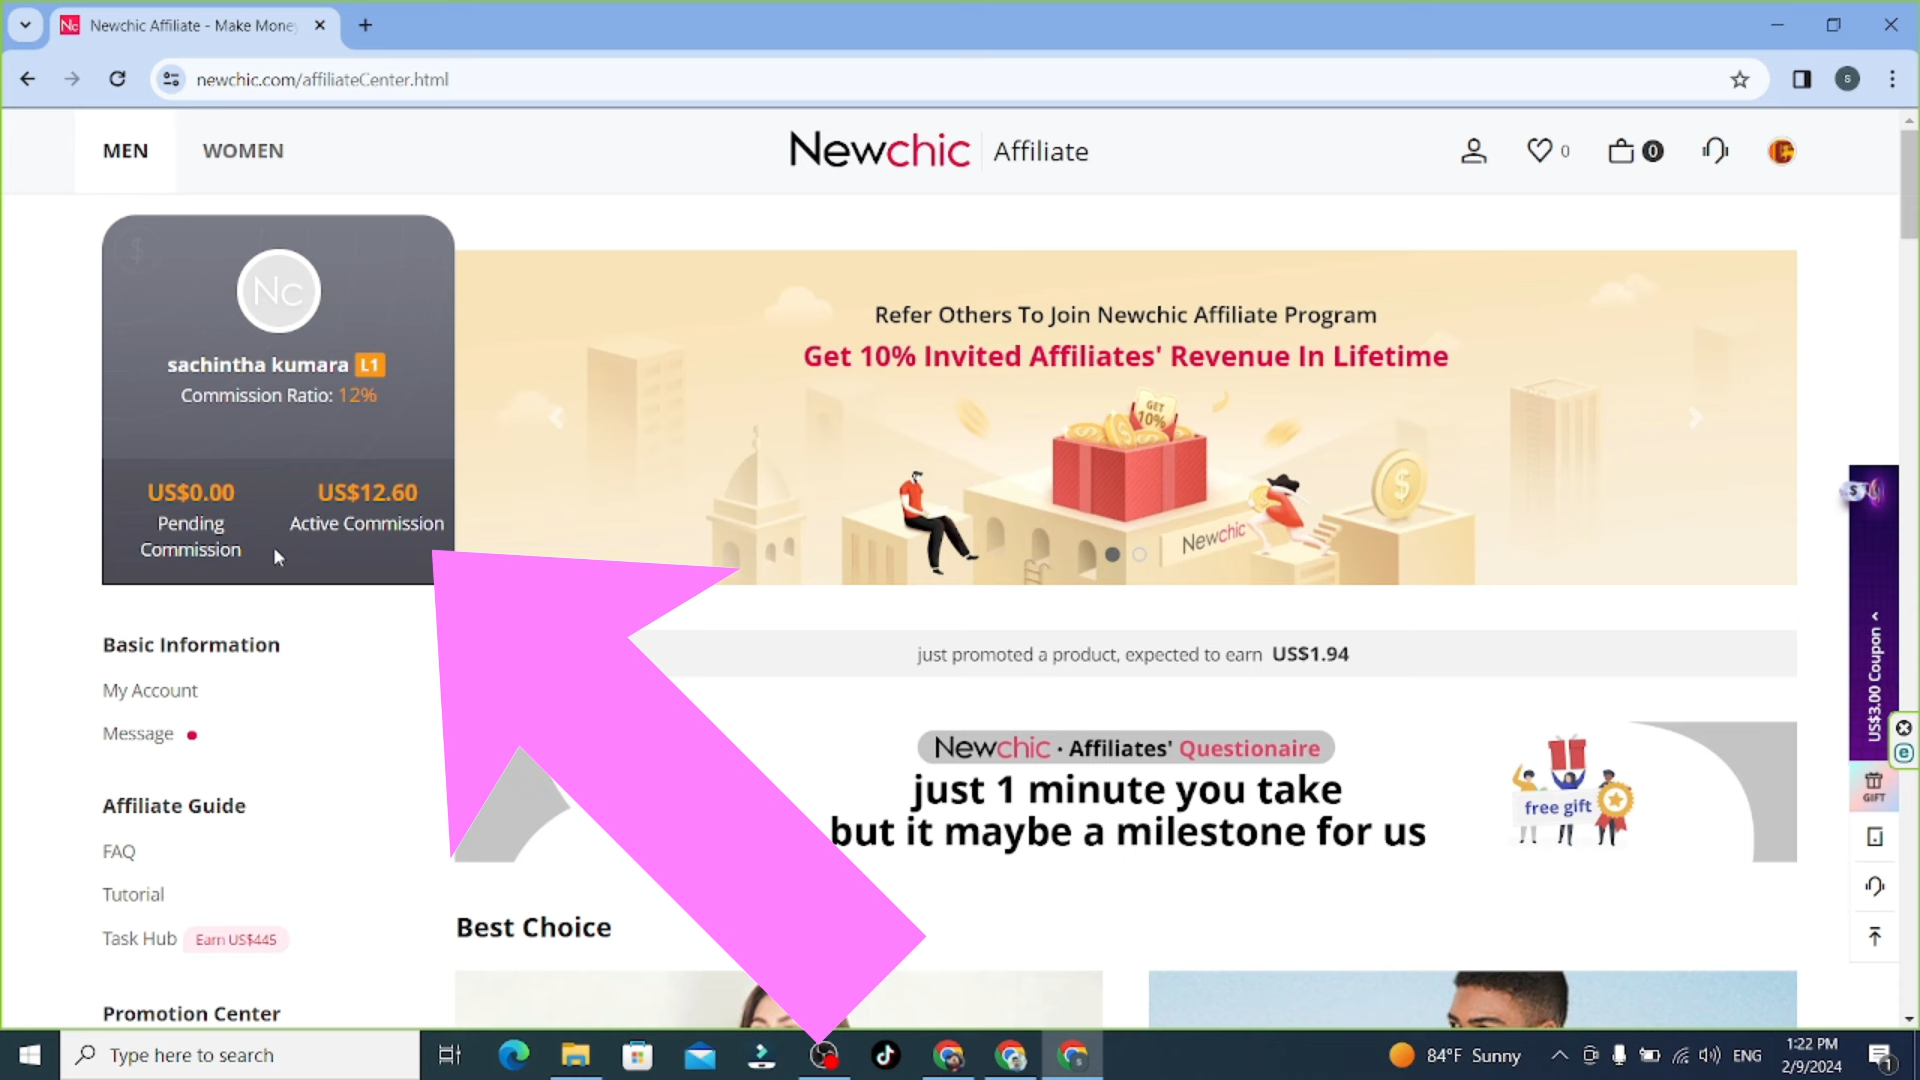 Newchic Affiliate - Make Money
newchic.com/affiliateCenter.html
MEN
WOMEN
Newchic Affiliate
0
0
Nc
sachintha kumara L1
Commission Ratio: 12%
US$0.00
Pending
Commission
US$12.60
Active Commission
Refer Others To Join Newchic Affiliate Program
Get 10% Invited Affiliates' Revenue In Lifetime
GET
10%
Newchic
Basic Information
My Account
Message
Affiliate Guide
FAQ
Tutorial
Task Hub Earn US$445
Promotion Center
just promoted a product, expected to earn US$1.94
Newchic · Affiliates' Questionaire
just 1 minute you take
but it maybe a milestone for us
free gift
Best Choice
US$3.00 Coupon
GIFT
Type here to search
84°F Sunny
ENG
1:22 PM
2/9/2024
1